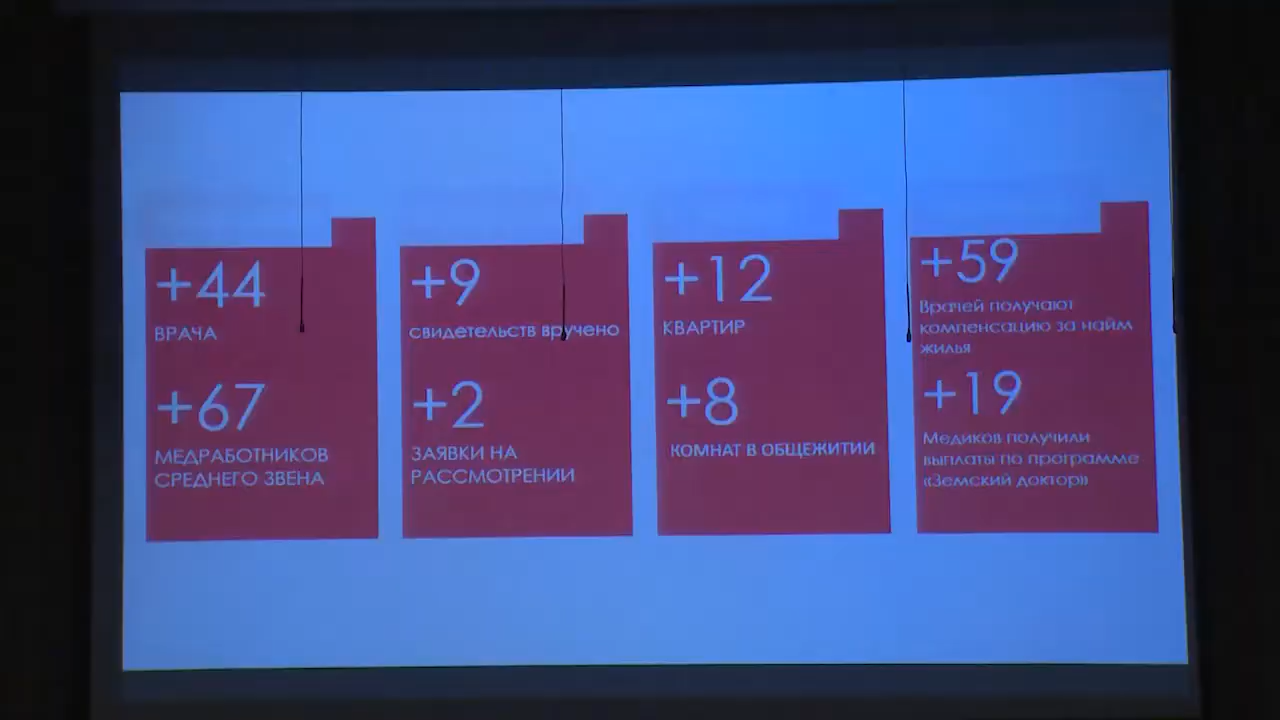 +44
ВРАЧА
+67
МЕДРАБОТНИКОВ
СРЕДНЕГО ЗВЕНА
+9
свидетельств вручено
+2
ЗАЯВКИ НА
РАССМОТРЕНИИ
+12
КВАРТИР
+8
КОМНАТ В ОБЩЕЖИТИИ
+59
Врачей получают
компенсацию за найм
жилья
+19
Медиков получили
выплаты по программе
«Земский доктор»